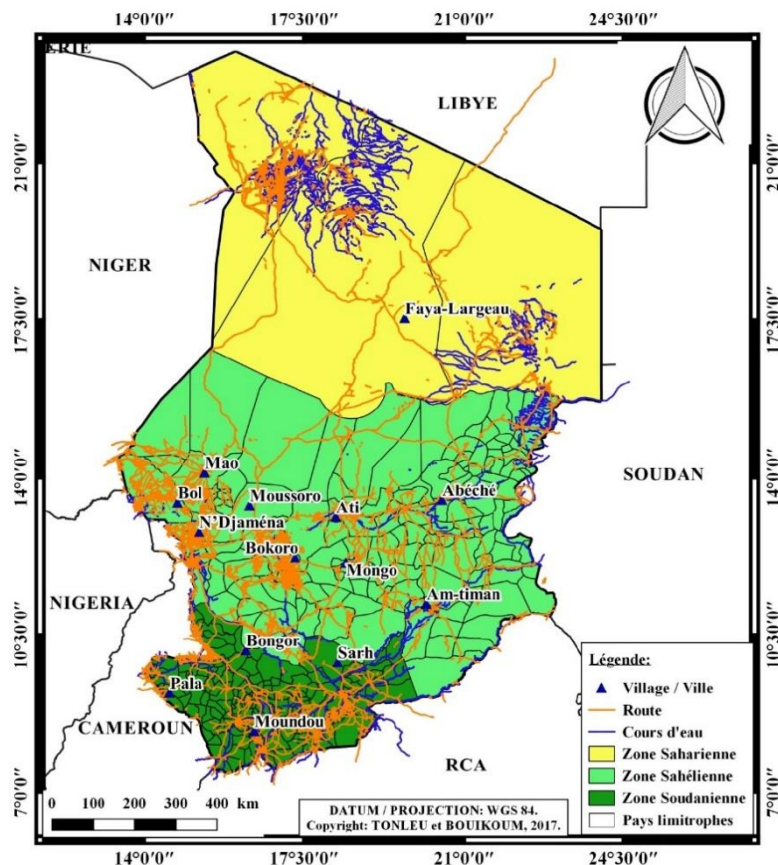 14°0'0" 17°30'0" 21°0'0" 24°30'0"
ERIE
LIBYE
21°0'0" 21°0'0"
NIGER
17°30'0" Faya-Largeau 17°30'0"
14°0'0" Mao 14°0'0"
SOUDAN
Bol Moussoro Ati Abéché
N'Djaména
Bokoro
Mongo
NIGERIA Am-timan
10°30'0" 10°30'0"
Bongor Sarh
Légende:
Pala Village / Ville
CAMEROUN Moundou Route
Cours d'eau
RCA Zone Saharienne
7°0'0" Zone Sahélienne 7°0'0"
0 100 200 300 400 km Zone Soudanienne
DATUM / PROJECTION: WGS 84. Pays limitrophes
Copyright: TONLEU et BOUIKOUM, 2017.
14°0'0" 17°30'0" 21°0'0" 24°30'0"